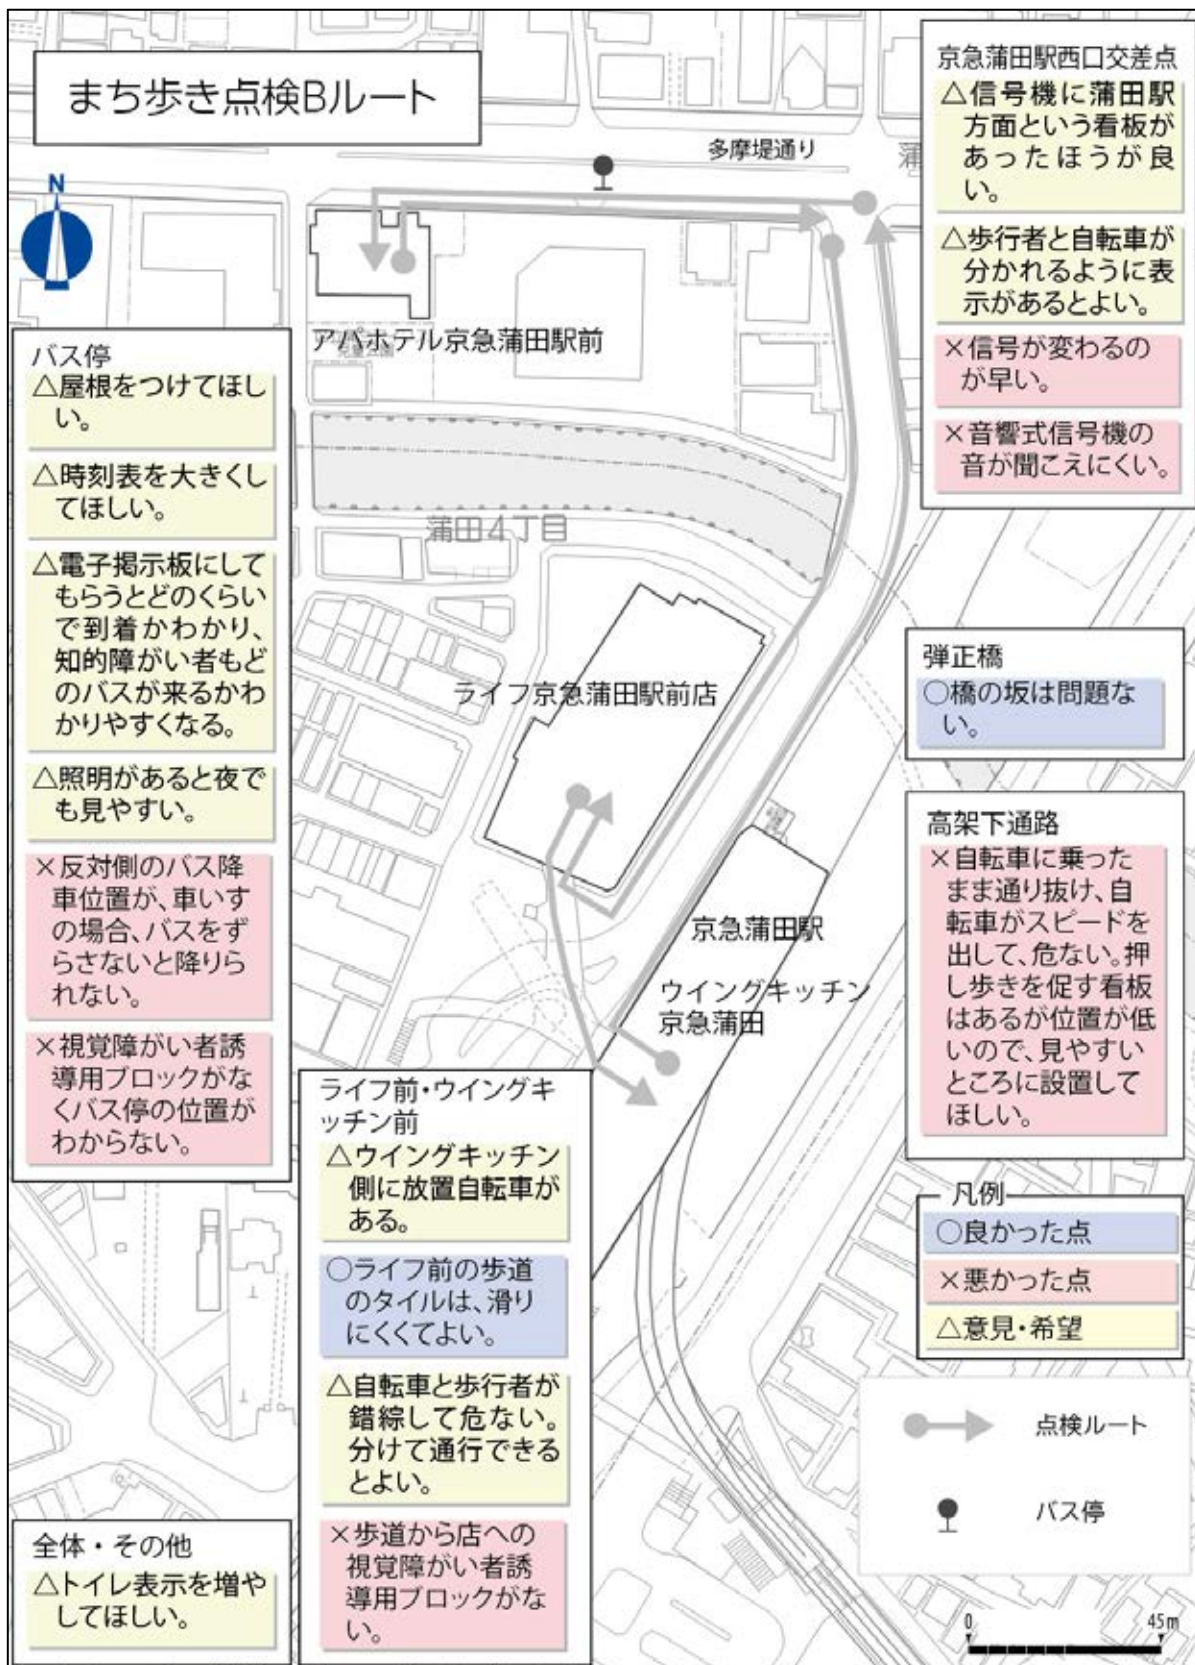 まち歩き点検Bルート
N
多摩堤通り
アパホテル京急蒲田駅前
蒲田4丁目
ライフ京急蒲田駅前店
京急蒲田駅
ウイングキッチン
京急蒲田
バス停
△屋根をつけてほし
い。
△時刻表を大きくし
てほしい。
△電子掲示板にして
もらうとどのくらい
で到着かわかり、
知的障がい者もど
のバスが来るかわ
かりやすくなる。
△照明があると夜で
も見やすい。
×反対側のバス降
車位置が、車いす
の場合、バスをず
らさないと降りら
れない。
×視覚障がい者誘
導用ブロックがな
くバス停の位置が
わからない。
全体・その他
△トイレ表示を増や
してほしい。
ライフ前・ウイングキ
ッチン前
△ウイングキッチン
側に放置自転車が
ある。
○ライフ前の歩道
のタイルは、滑り
にくくてよい。
△自転車と歩行者が
錯綜して危ない。
分けて通行できる
とよい。
×歩道から店への
視覚障がい者誘
導用ブロックがな
い。
京急蒲田駅西口交差点
△信号機に蒲田駅
方面という看板が
あったほうが良
い。
△歩行者と自転車が
分かれるように表
示があるとよい。
×信号が変わるの
が早い。
×音響式信号機の
音が聞こえにくい。
弾正橋
○橋の坂は問題な
い。
高架下通路
×自転車に乗った
まま通り抜け、自
転車がスピードを
出して、危ない。押
し歩きを促す看板
はあるが位置が低
いので、見やすい
ところに設置して
ほしい。
凡例
○良かった点
×悪かった点
△意見・希望
点検ルート
バス停
0 45m